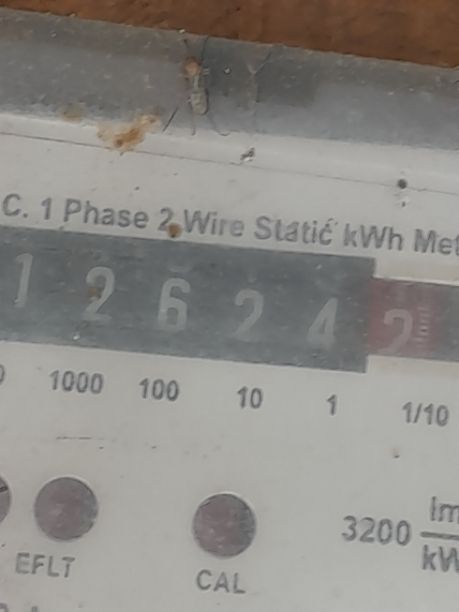 C. 1 Phase 2 Wire Static kWh Met
1 2 6 2 4 2
0 1000 100 10 1 1/10
3200 Im
kW
EFLT CAL